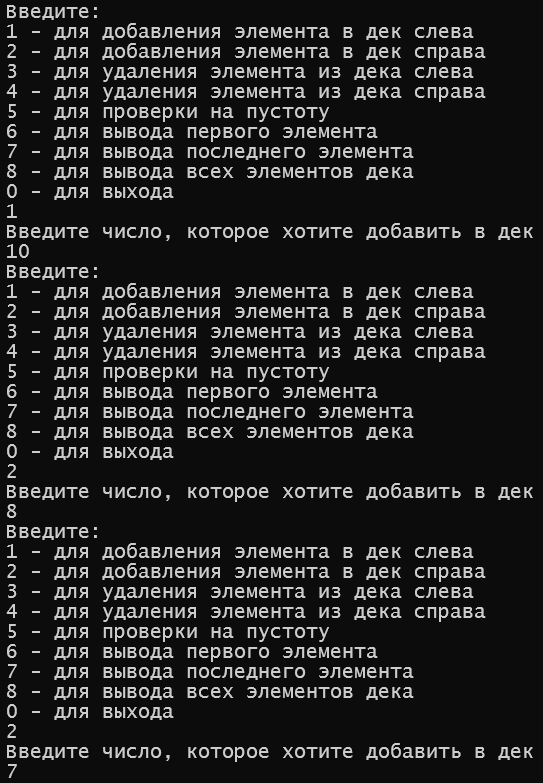 Введите:
1 - для добавления элемента в дек слева
2 - для добавления элемента в дек справа
3 - для удаления элемента из дека слева
4 - для удаления элемента из дека справа
5 - для проверки на пустоту
6 - для вывода первого элемента
7 - для вывода последнего элемента
8 - для вывода всех элементов дека
0 - для выхода
1
Введите число, которое хотите добавить в дек
10
Введите:
1 - для добавления элемента в дек слева
2 - для добавления элемента в дек справа
3 - для удаления элемента из дека слева
4 - для удаления элемента из дека справа
5 - для проверки на пустоту
6 - для вывода первого элемента
7 - для вывода последнего элемента
8 - для вывода всех элементов дека
0 - для выхода
2
Введите число, которое хотите добавить в дек
8
Введите:
1 - для добавления элемента в дек слева
2 - для добавления элемента в дек справа
3 - для удаления элемента из дека слева
4 - для удаления элемента из дека справа
5 - для проверки на пустоту
6 - для вывода первого элемента
7 - для вывода последнего элемента
8 - для вывода всех элементов дека
0 - для выхода
2
Введите число, которое хотите добавить в дек
7